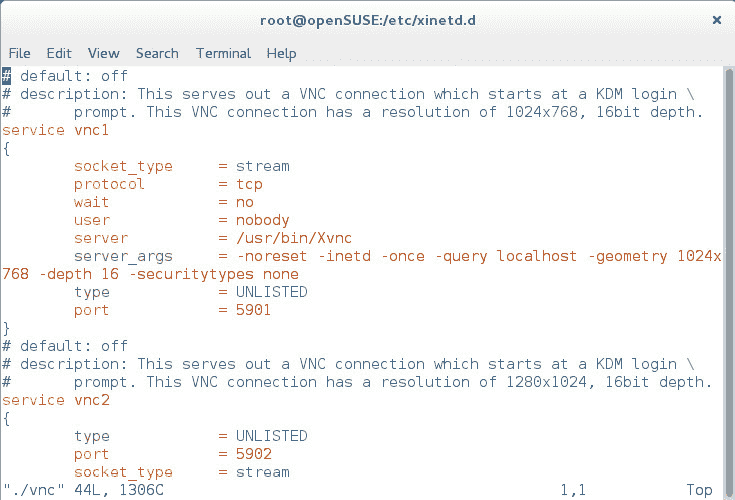 root@openSUSE:/etc/xinetd.d ×
File Edit View Search Terminal Help
# default: off
# description: This serves out a VNC connection which starts at a KDM login \
#       prompt. This VNC connection has a resolution of 1024x768, 16bit depth.
service vnc1
{
        socket_type     = stream
        protocol        = tcp
        wait            = no
        user            = nobody
        server          = /usr/bin/Xvnc
        server_args     = -noreset -inetd -once -query localhost -geometry 1024x
768 -depth 16 -securitytypes none
        type            = UNLISTED
        port            = 5901
}
# default: off
# description: This serves out a VNC connection which starts at a KDM login \
#       prompt. This VNC connection has a resolution of 1280x1024, 16bit depth.
service vnc2
{
        type            = UNLISTED
        port            = 5902
        socket_type     = stream
"./vnc" 44L, 1306C                                            1,1           Top